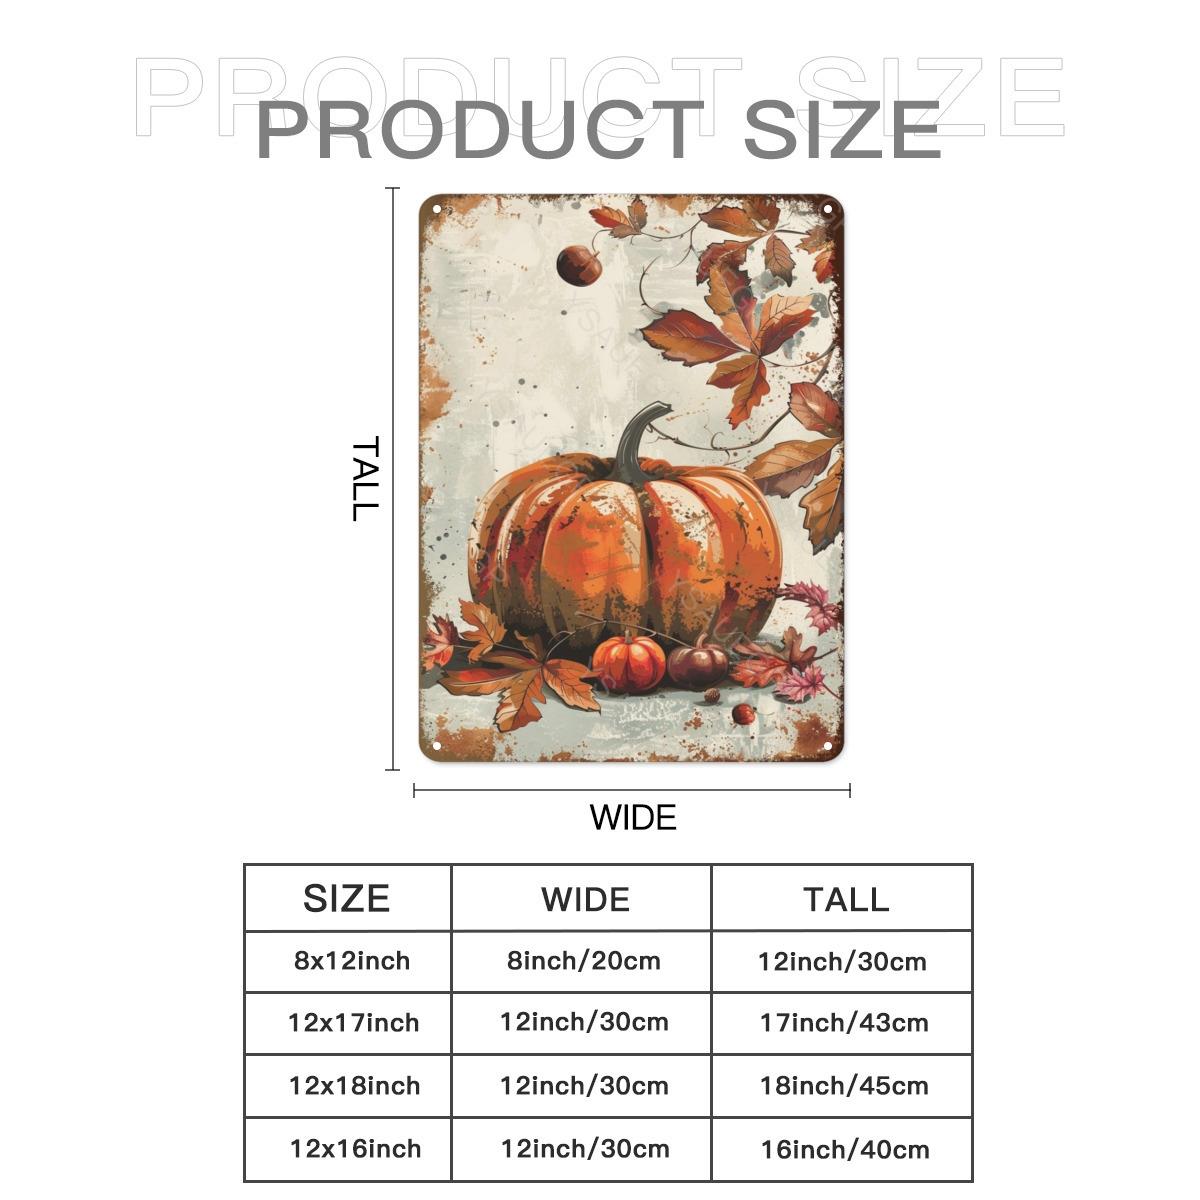 PRODUCT SIZE
PRODUCT SIZE
TALL
WIDE
SIZE WIDE TALL
8x12inch 8inch/20cm 12inch/30cm
12x17inch 12inch/30cm 17inch/43cm
12x18inch 12inch/30cm 18inch/45cm
12x16inch 12inch/30cm 16inch/40cm